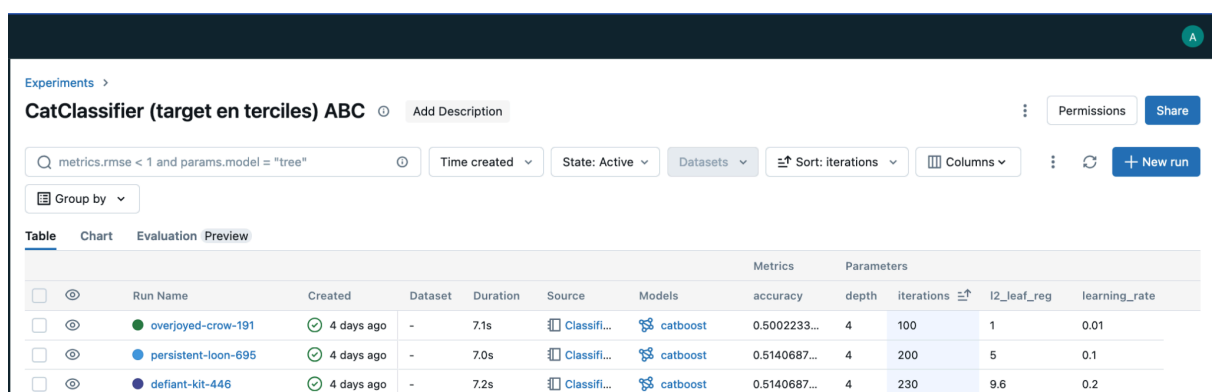 A
Experiments >
CatClassifier (target en terciles) ABC Add Description Permissions Share
metrics.rmse < 1 and params.model = "tree" Time created State: Active Datasets Sort: iterations Columns + New run
Group by
Table Chart Evaluation Preview
Metrics Parameters
Run Name Created Dataset Duration Source Models accuracy depth iterations l2_leaf_reg learning_rate
overjoyed-crow-191 4 days ago - 7.1s Classifi... catboost 0.5002233... 4 100 1 0.01
persistent-loon-695 4 days ago - 7.0s Classifi... catboost 0.5140687... 4 200 5 0.1
defiant-kit-446 4 days ago - 7.2s Classifi... catboost 0.5140687... 4 230 9.6 0.2